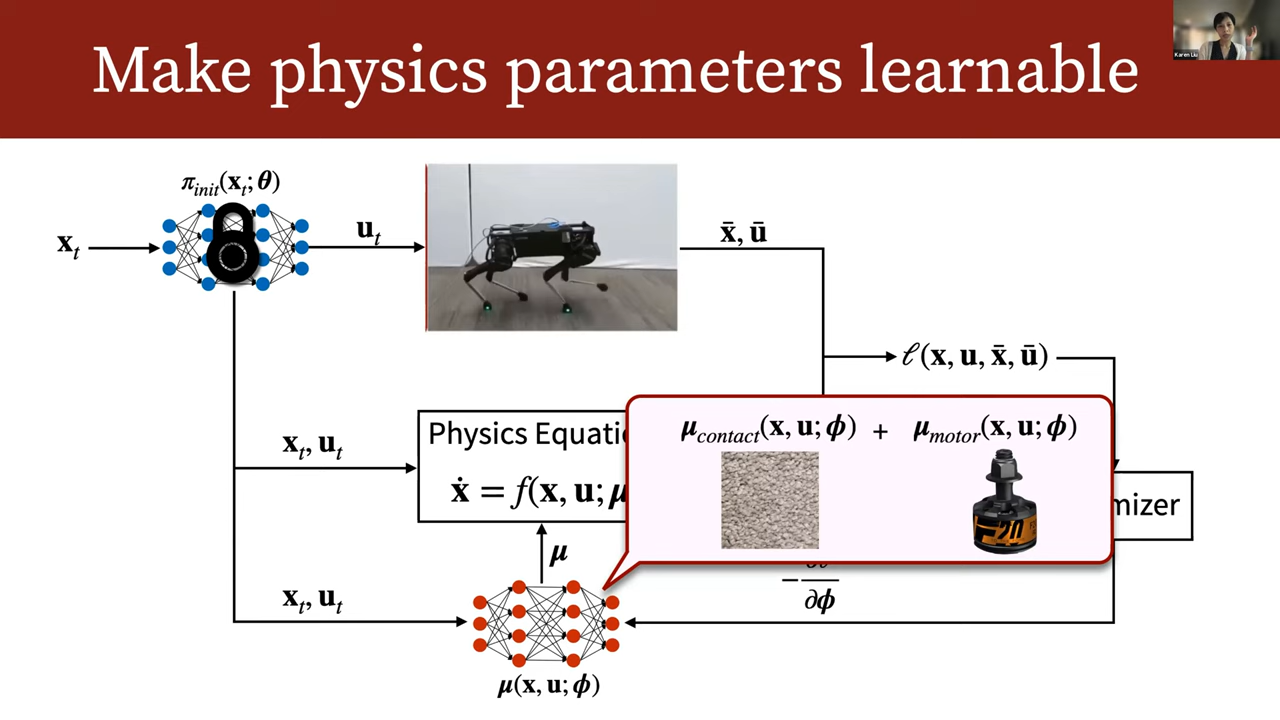 Make physics parameters learnable
Karen Liu
π_init(x_t; θ)
x_t
u_t
x̄, ū
ℓ(x, u, x̄, ū)
μ_contact(x, u; ϕ) + μ_motor(x, u; ϕ)
x_t, u_t
Physics Equati
ẋ = f(x, u; μ
mizer
μ
x_t, u_t
∂ϕ
μ(x, u; ϕ)